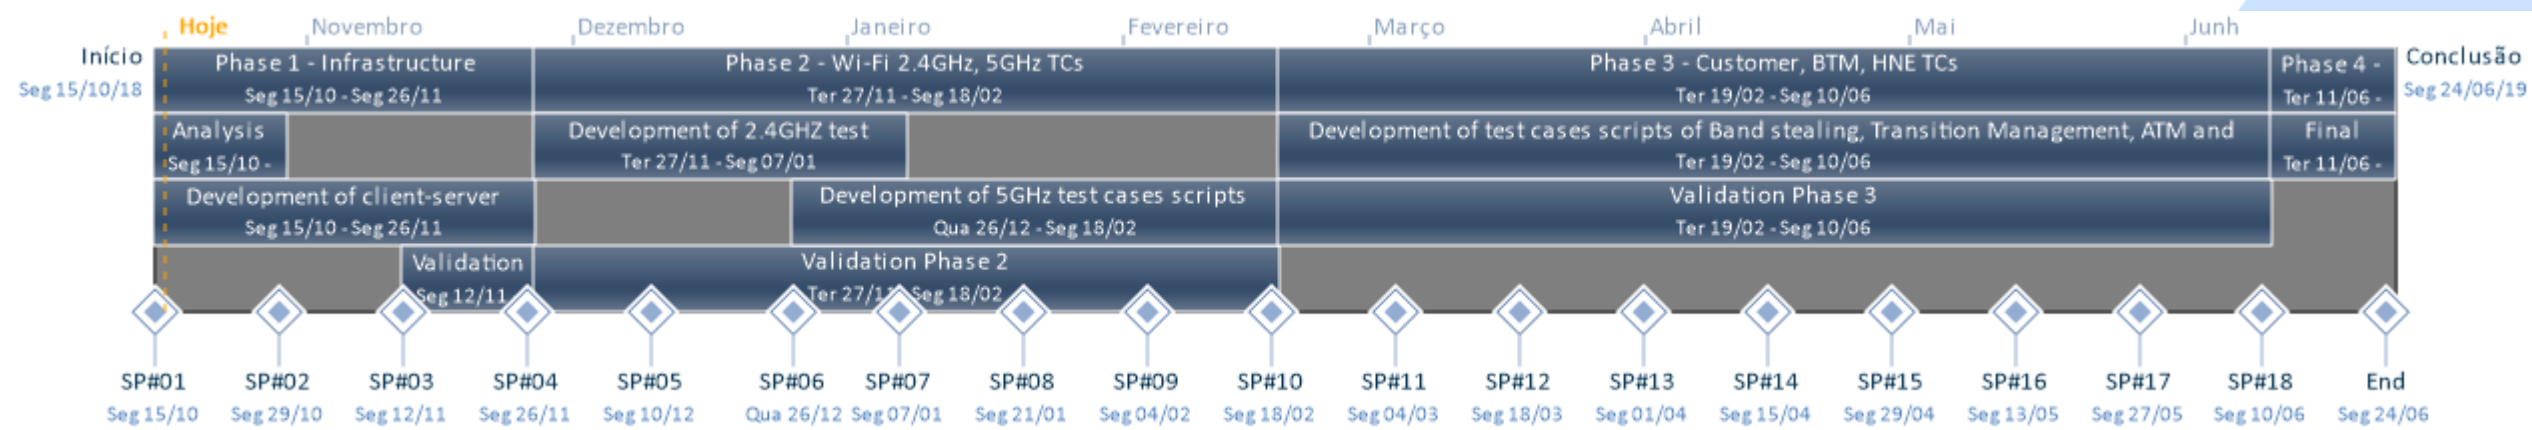 Hoje Novembro Dezembro Janeiro Fevereiro Março Abril Mai Junh
Início
Seg 15/10/18
Phase 1 - Infrastructure
Seg 15/10 - Seg 26/11
Phase 2 - Wi-Fi 2.4GHz, 5GHz TCs
Ter 27/11 - Seg 18/02
Phase 3 - Customer, BTM, HNE TCs
Ter 19/02 - Seg 10/06
Phase 4 -
Ter 11/06 -
Conclusão
Seg 24/06/19
Analysis
Seg 15/10 -
Development of 2.4GHZ test
Ter 27/11 - Seg 07/01
Development of test cases scripts of Band stealing, Transition Management, ATM and
Ter 19/02 - Seg 10/06
Final
Ter 11/06 -
Development of client-server
Seg 15/10 - Seg 26/11
Development of 5GHz test cases scripts
Qua 26/12 - Seg 18/02
Validation Phase 3
Ter 19/02 - Seg 10/06
Validation
Seg 12/11
Validation Phase 2
Ter 27/11 Seg 18/02
SP#01 SP#02 SP#03 SP#04 SP#05 SP#06 SP#07 SP#08 SP#09 SP#10 SP#11 SP#12 SP#13 SP#14 SP#15 SP#16 SP#17 SP#18 End
Seg 15/10 Seg 29/10 Seg 12/11 Seg 26/11 Seg 10/12 Qua 26/12 Seg 07/01 Seg 21/01 Seg 04/02 Seg 18/02 Seg 04/03 Seg 18/03 Seg 01/04 Seg 15/04 Seg 29/04 Seg 13/05 Seg 27/05 Seg 10/06 Seg 24/06